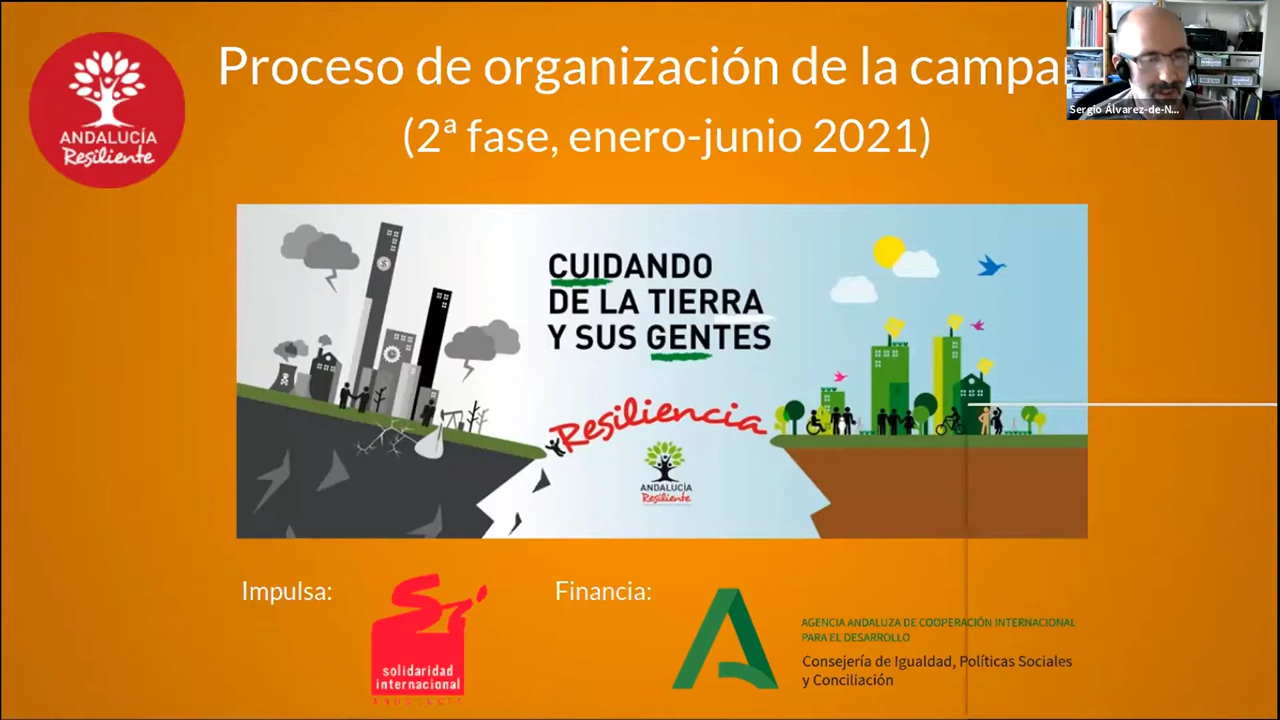 Proceso de organización de la campa
(2ª fase, enero-junio 2021)
Sergio Álvarez-de-N...
ANDALUCÍA
Resiliente
CUIDANDO
DE LA TIERRA
Y SUS GENTES
Resiliencia
ANDALUCÍA
Resiliente
Impulsa:
Sí
solidaridad
internacional
ANDALUCÍA
Financia:
AGENCIA ANDALUZA DE COOPERACIÓN INTERNACIONAL
PARA EL DESARROLLO
Consejería de Igualdad, Políticas Sociales
y Conciliación